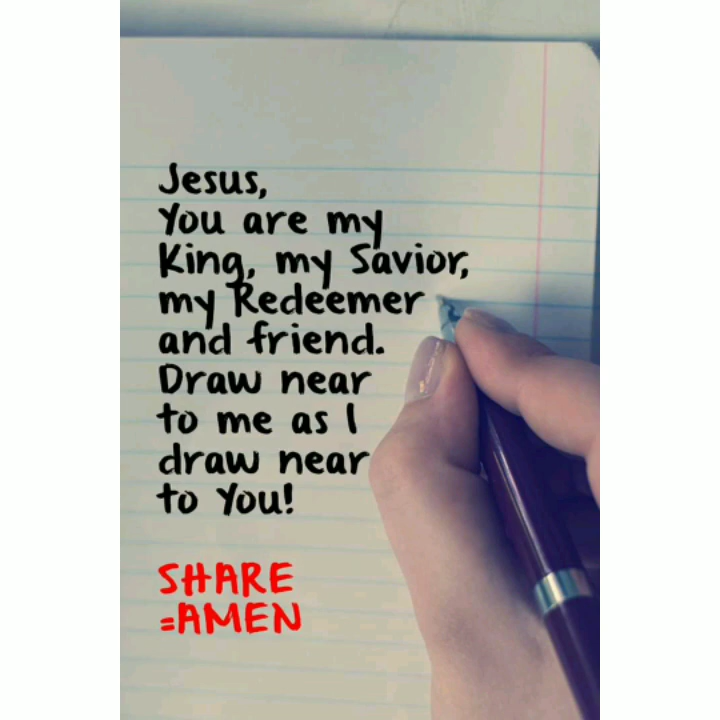 Jesus,
You are my
King, my Savior,
my Redeemer
and friend.
Draw near
to me as I
draw near
to You!
SHARE
=AMEN